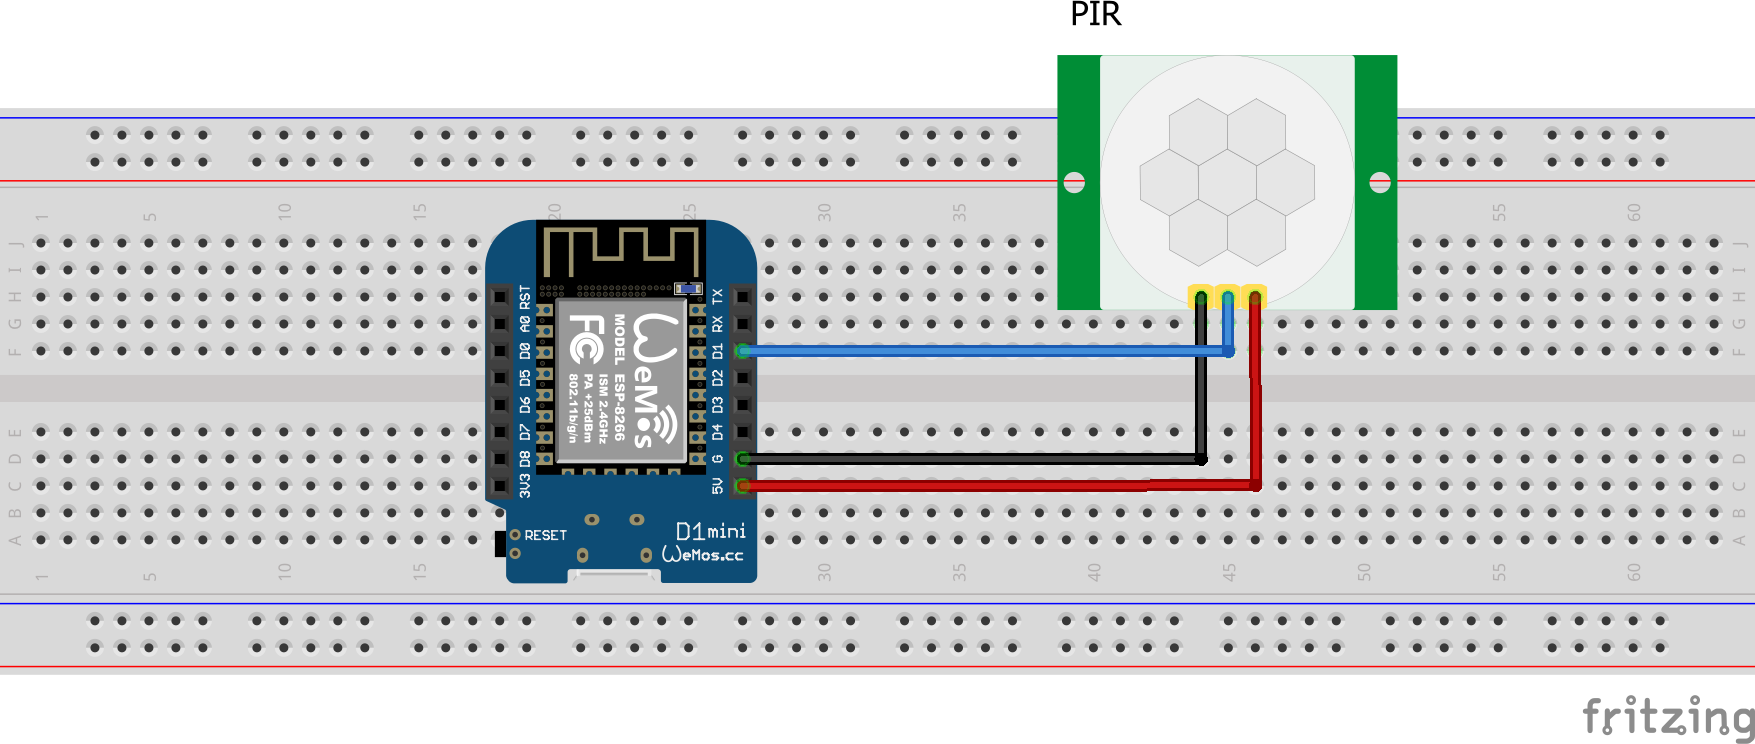 PIR
1 5 10 15 20 25 30 35 55 60
J J
I I
H H
G G
F F
E E
D D
C C
B B
A A
RST TX
A0 RX
D0 D1
D5 D2
D6 D3
D7 D4
D8 G
3V3 5V
WeMos
MODEL ESP-8266
ISM 2.4GHz
PA +25dBm
802.11b/g/n
FC
RESET
D1mini
WeMos.cc
1 5 10 15 30 35 40 45 50 55 60
fritzing